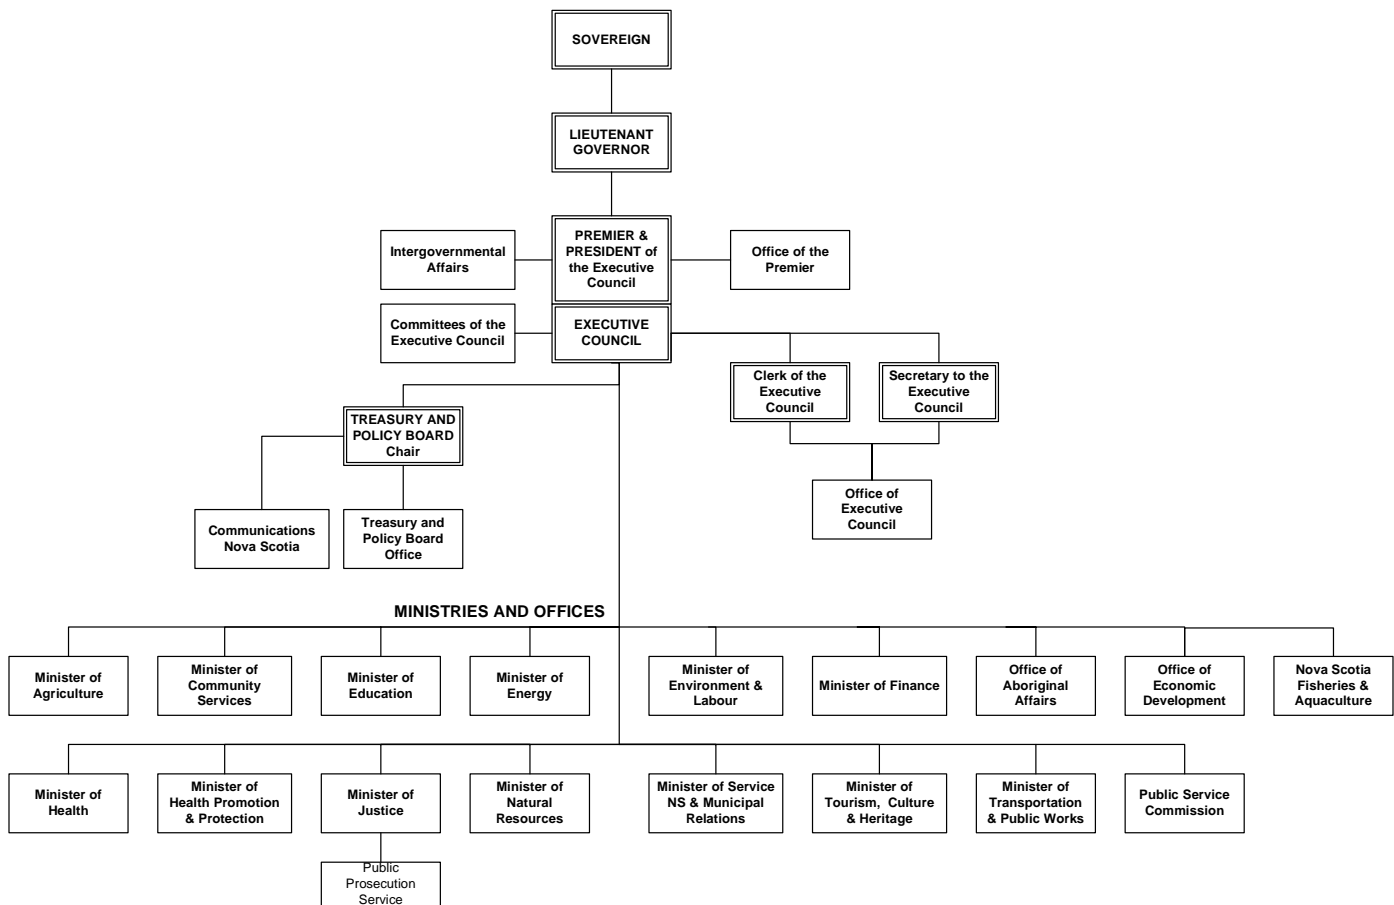 SOVEREIGN
LIEUTENANT
GOVERNOR
Intergovernmental
Affairs
PREMIER &
PRESIDENT of
the Executive
Council
Office of the
Premier
Committees of the
Executive Council
EXECUTIVE
COUNCIL
Clerk of the
Executive
Council
Secretary to the
Executive
Council
TREASURY AND
POLICY BOARD
Chair
Office of
Executive
Council
Communications
Nova Scotia
Treasury and
Policy Board
Office
MINISTRIES AND OFFICES
Minister of
Agriculture
Minister of
Community
Services
Minister of
Education
Minister of
Energy
Minister of
Environment &
Labour
Minister of Finance
Office of
Aboriginal
Affairs
Office of
Economic
Development
Nova Scotia
Fisheries &
Aquaculture
Minister of
Health
Minister of
Health Promotion
& Protection
Minister of
Justice
Minister of
Natural
Resources
Minister of Service
NS & Municipal
Relations
Minister of
Tourism, Culture
& Heritage
Minister of
Transportation
& Public Works
Public Service
Commission
Public
Prosecution
Service